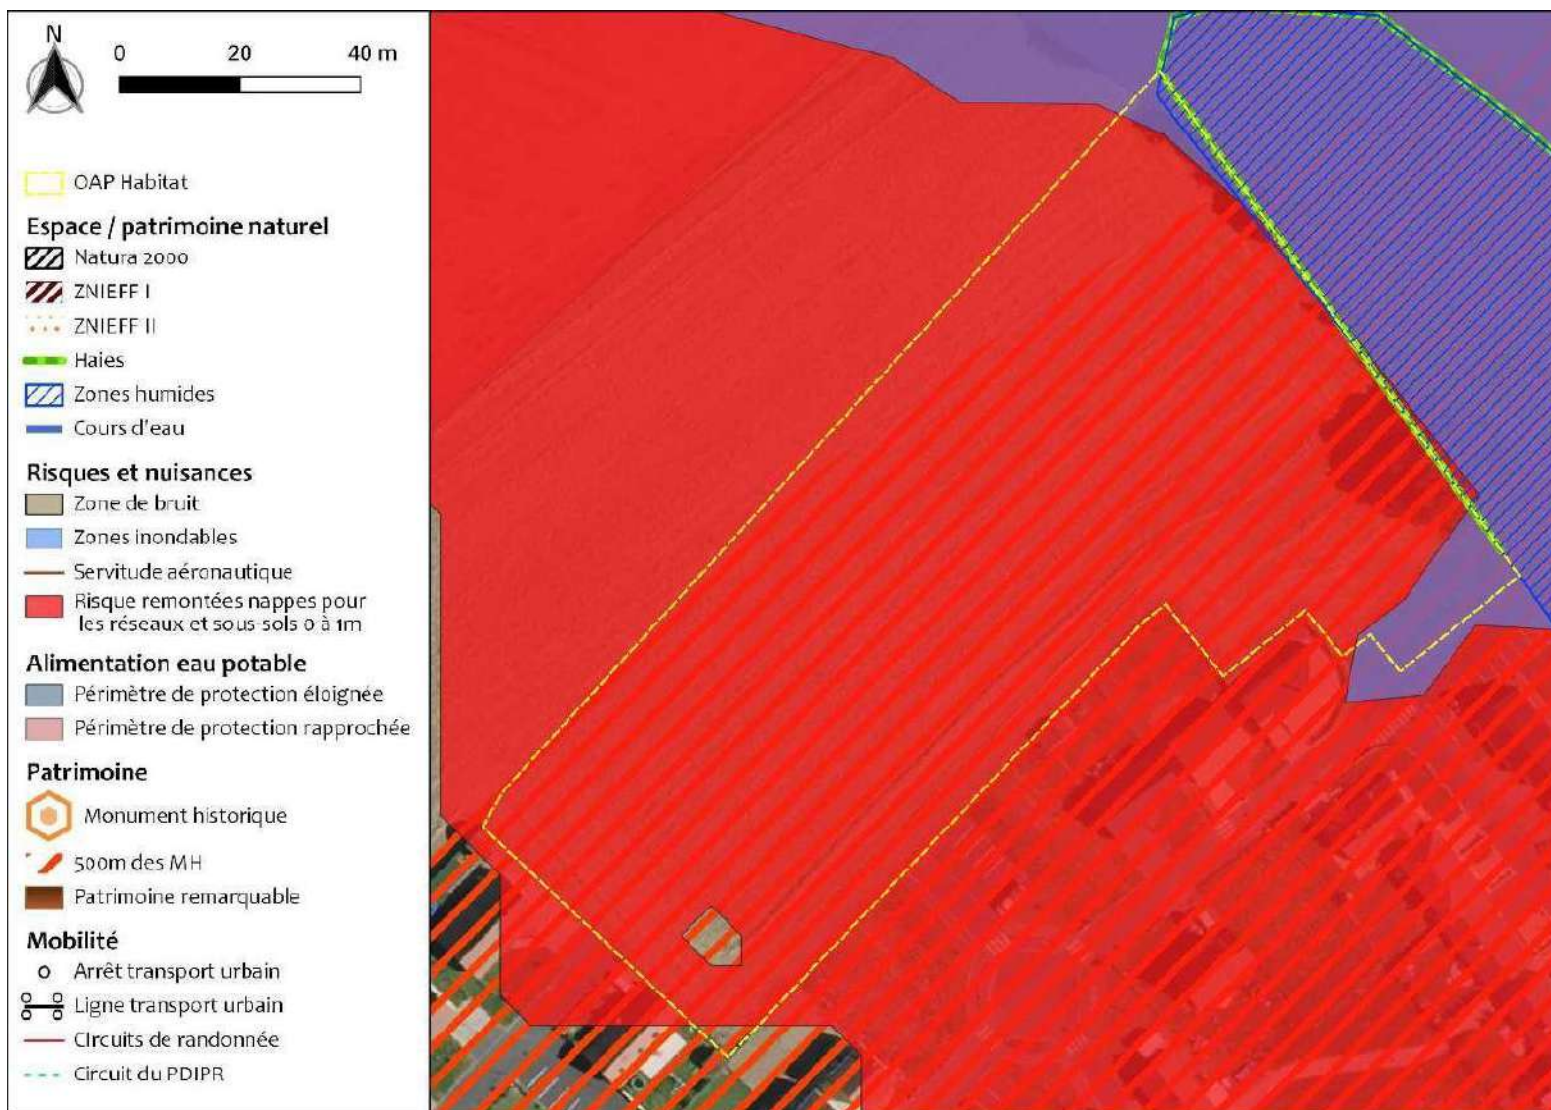 N
0 20 40 m
OAP Habitat
Espace / patrimoine naturel
Natura 2000
ZNIEFF I
ZNIEFF II
Haies
Zones humides
Cours d'eau
Risques et nuisances
Zone de bruit
Zones inondables
Servitude aéronautique
Risque remontées nappes pour
les réseaux et sous-sols 0 à 1m
Alimentation eau potable
Périmètre de protection éloignée
Périmètre de protection rapprochée
Patrimoine
Monument historique
500m des MH
Patrimoine remarquable
Mobilité
Arrêt transport urbain
Ligne transport urbain
Circuits de randonnée
Circuit du PDIPR